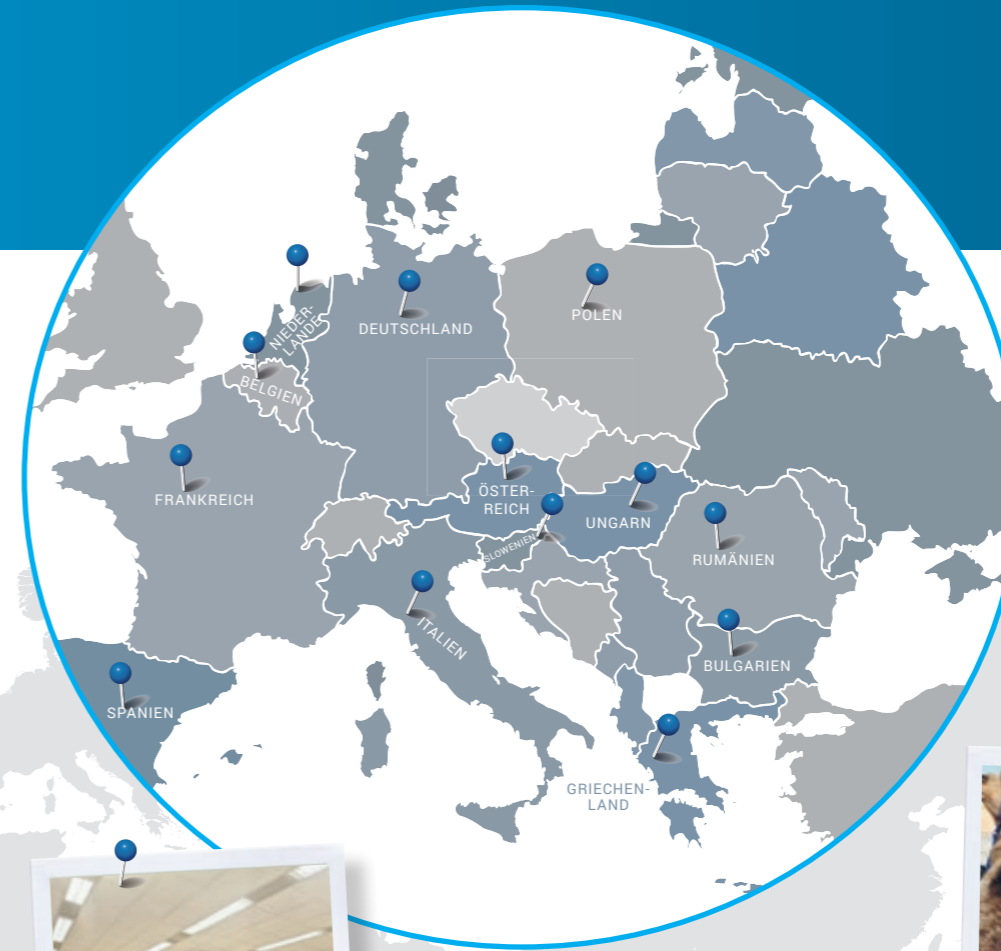 NIEDER-
LANDE
DEUTSCHLAND
POLEN
BELGIEN
FRANKREICH
ÖSTER-
REICH
UNGARN
SLOWENIEN
RUMÄNIEN
ITALIEN
BULGARIEN
SPANIEN
GRIECHEN-
LAND